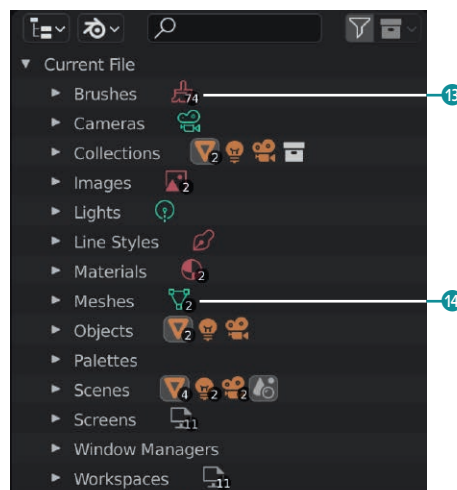 Current File
Brushes 74
13
Cameras
Collections 2
Images 2
Lights
Line Styles
Materials 2
Meshes 2
14
Objects 2
Palettes
Scenes 4 2 2
Screens 11
Window Managers
Workspaces 11